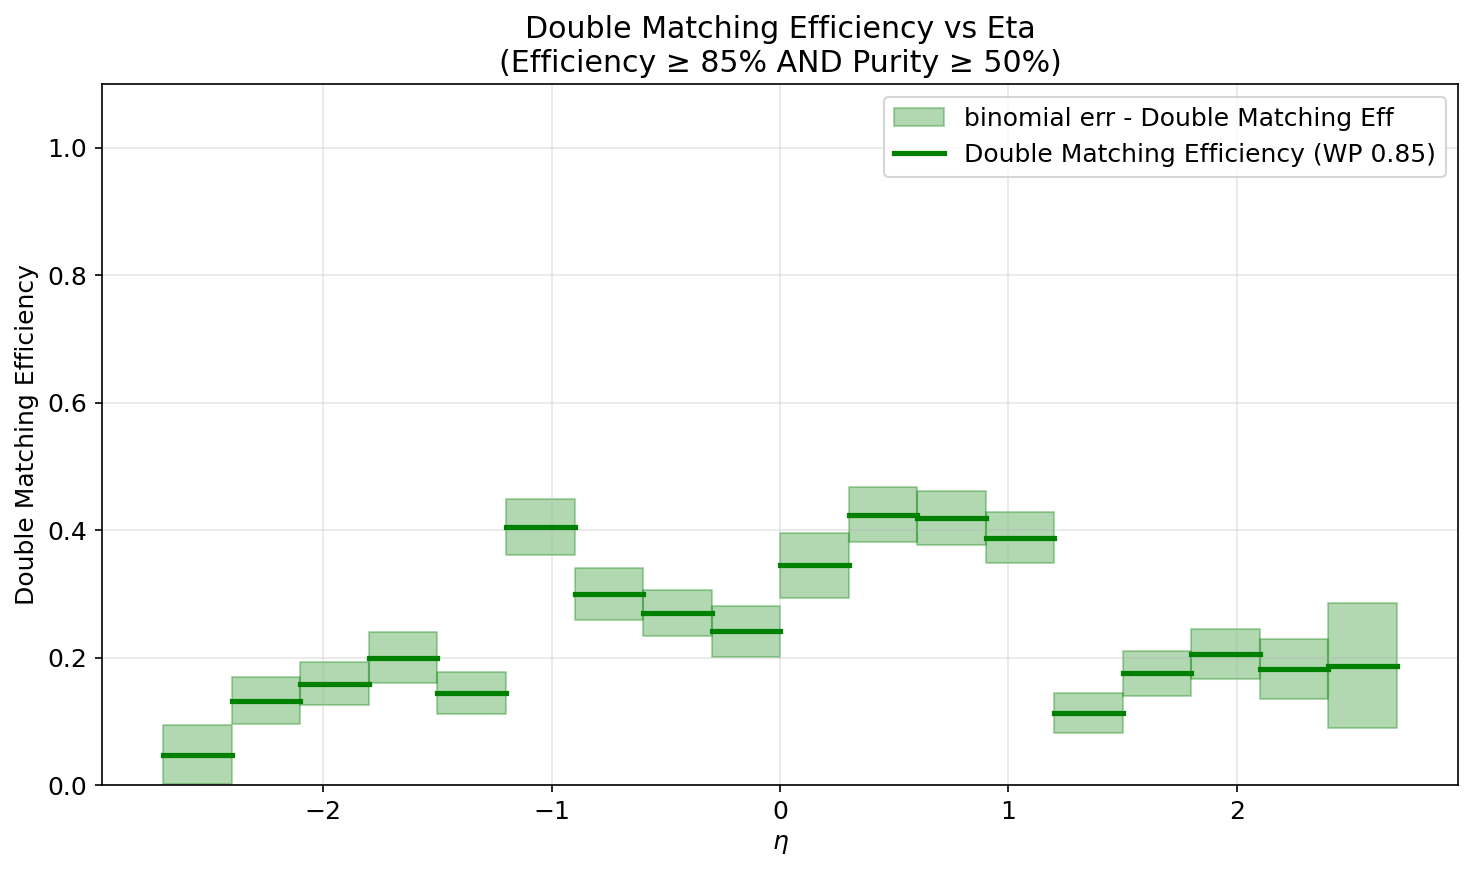 Double Matching Efficiency vs Eta
(Efficiency ≥ 85% AND Purity ≥ 50%)
binomial err - Double Matching Eff
Double Matching Efficiency (WP 0.85)
Double Matching Efficiency
1.0
0.8
0.6
0.4
0.2
0.0
−2
−1
0
1
2
η